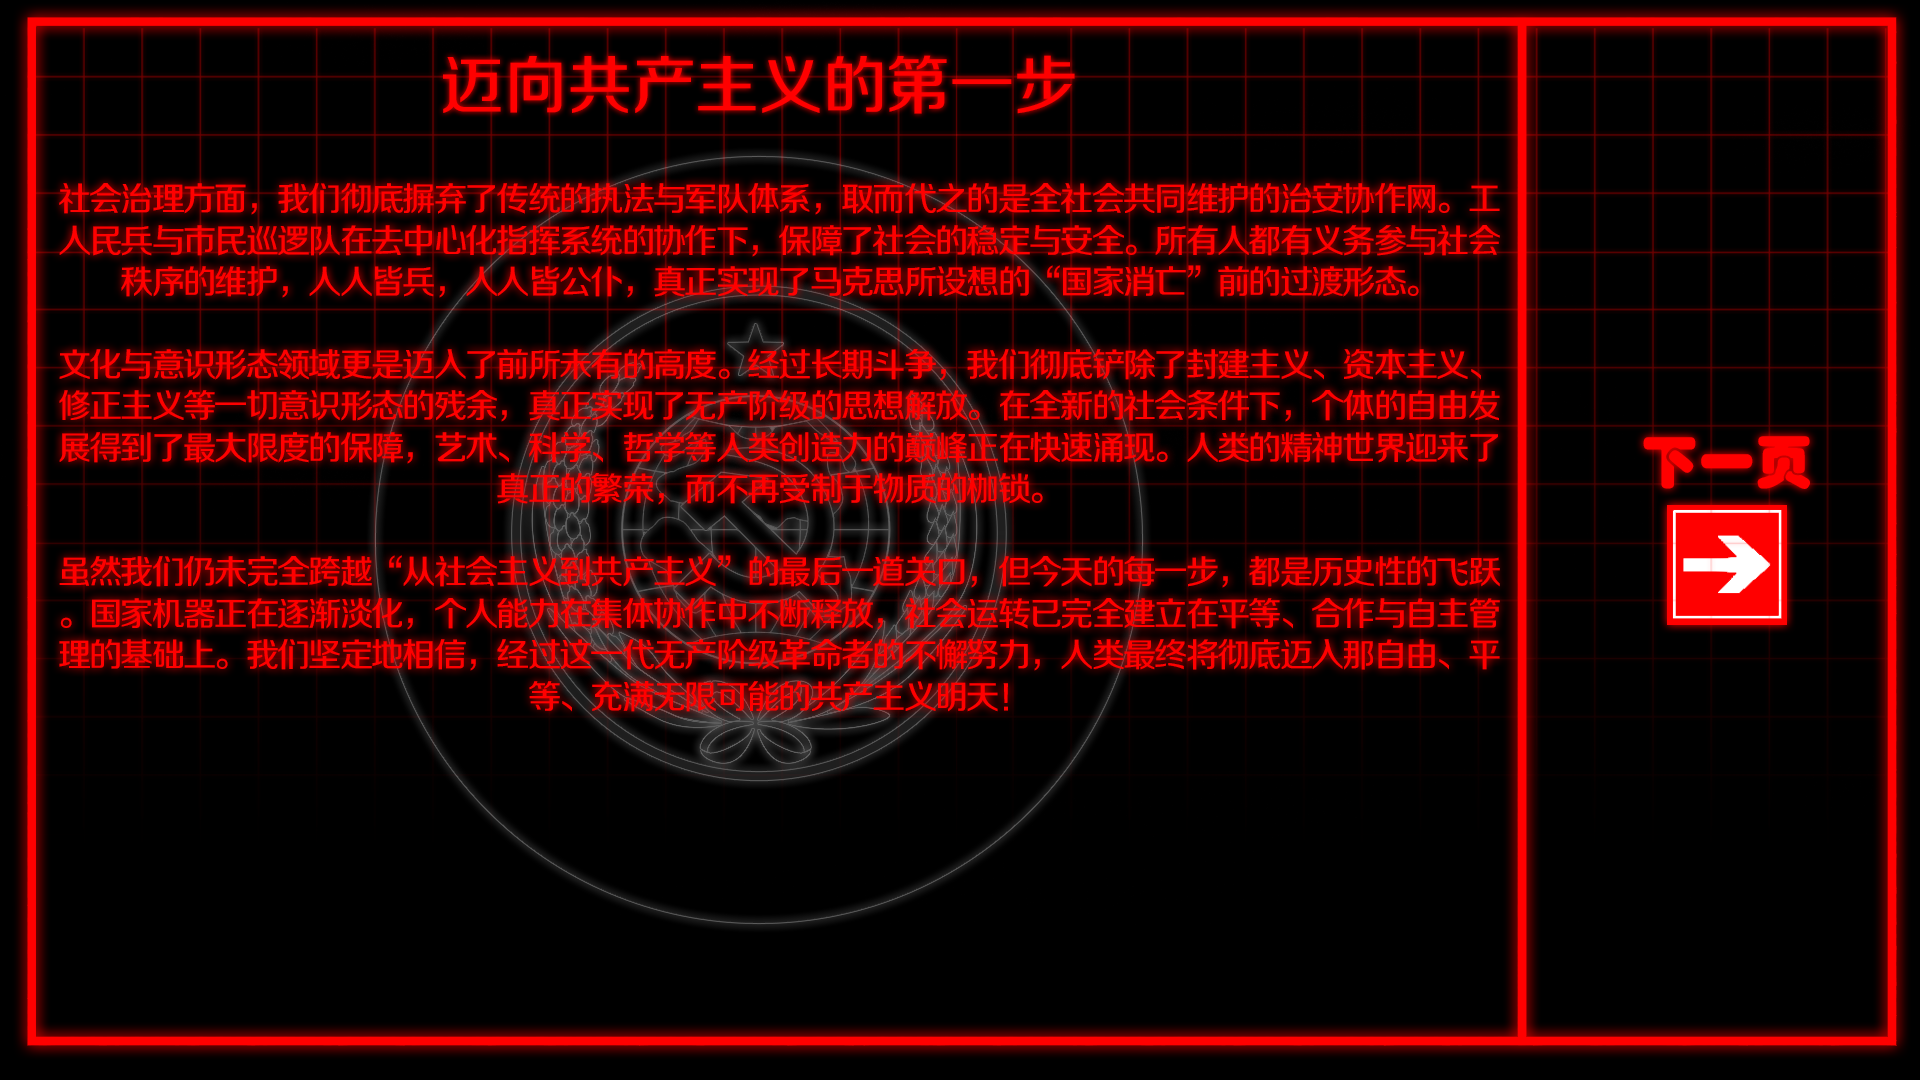 迈向共产主义的第一步
社会治理方面，我们彻底摒弃了传统的执法与军队体系，取而代之的是全社会共同维护的治安协作网。工
人民兵与市民巡逻队在去中心化指挥系统的协作下，保障了社会的稳定与安全。所有人都有义务参与社会
秩序的维护，人人皆兵，人人皆公仆，真正实现了马克思所设想的“国家消亡”前的过渡形态。
文化与意识形态领域更是迈入了前所未有的高度。经过长期斗争，我们彻底铲除了封建主义、资本主义、
修正主义等一切意识形态的残余，真正实现了无产阶级的思想解放。在全新的社会条件下，个体的自由发
展得到了最大限度的保障，艺术、科学、哲学等人类创造力的巅峰正在快速涌现。人类的精神世界迎来了
真正的繁荣，而不再受制于物质的枷锁。
虽然我们仍未完全跨越“从社会主义到共产主义”的最后一道关口，但今天的每一步，都是历史性的飞跃
。国家机器正在逐渐淡化，个人能力在集体协作中不断释放，社会运转已完全建立在平等、合作与自主管
理的基础上。我们坚定地相信，经过这一代无产阶级革命者的不懈努力，人类最终将彻底迈入那自由、平
等、充满无限可能的共产主义明天！
下一页